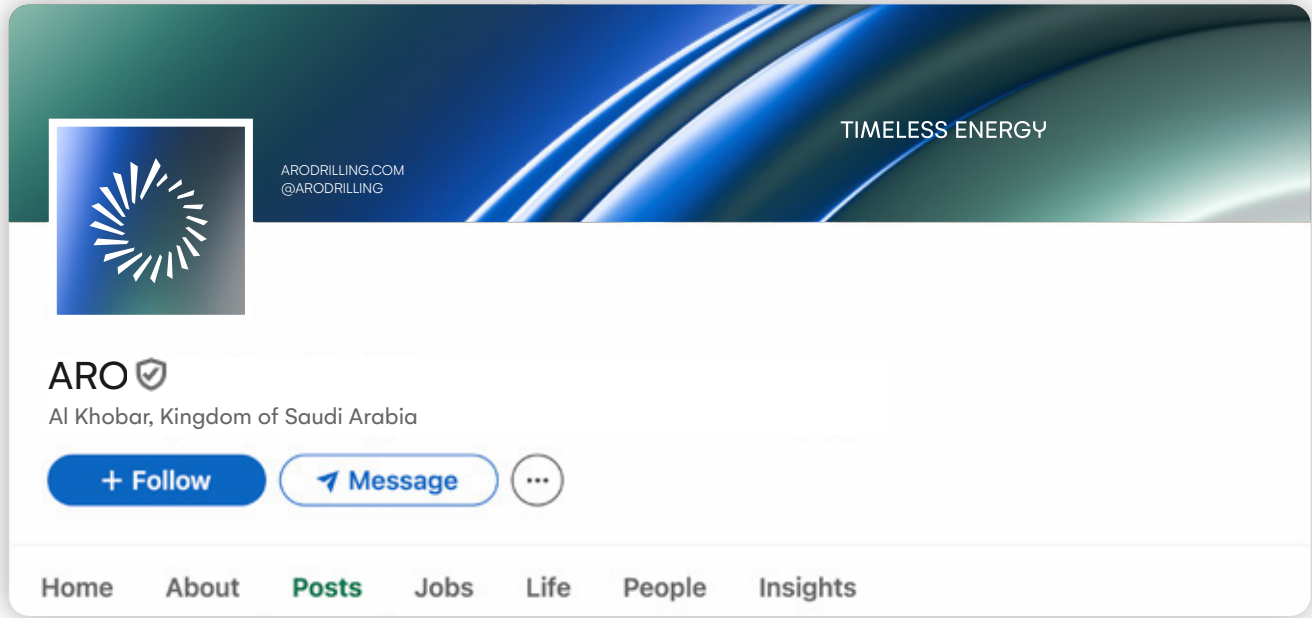 TIMELESS ENERGY
ARODRILLING.COM
@ARODRILLING
ARO
Al Khobar, Kingdom of Saudi Arabia
+ Follow
Message
Home About Posts Jobs Life People Insights